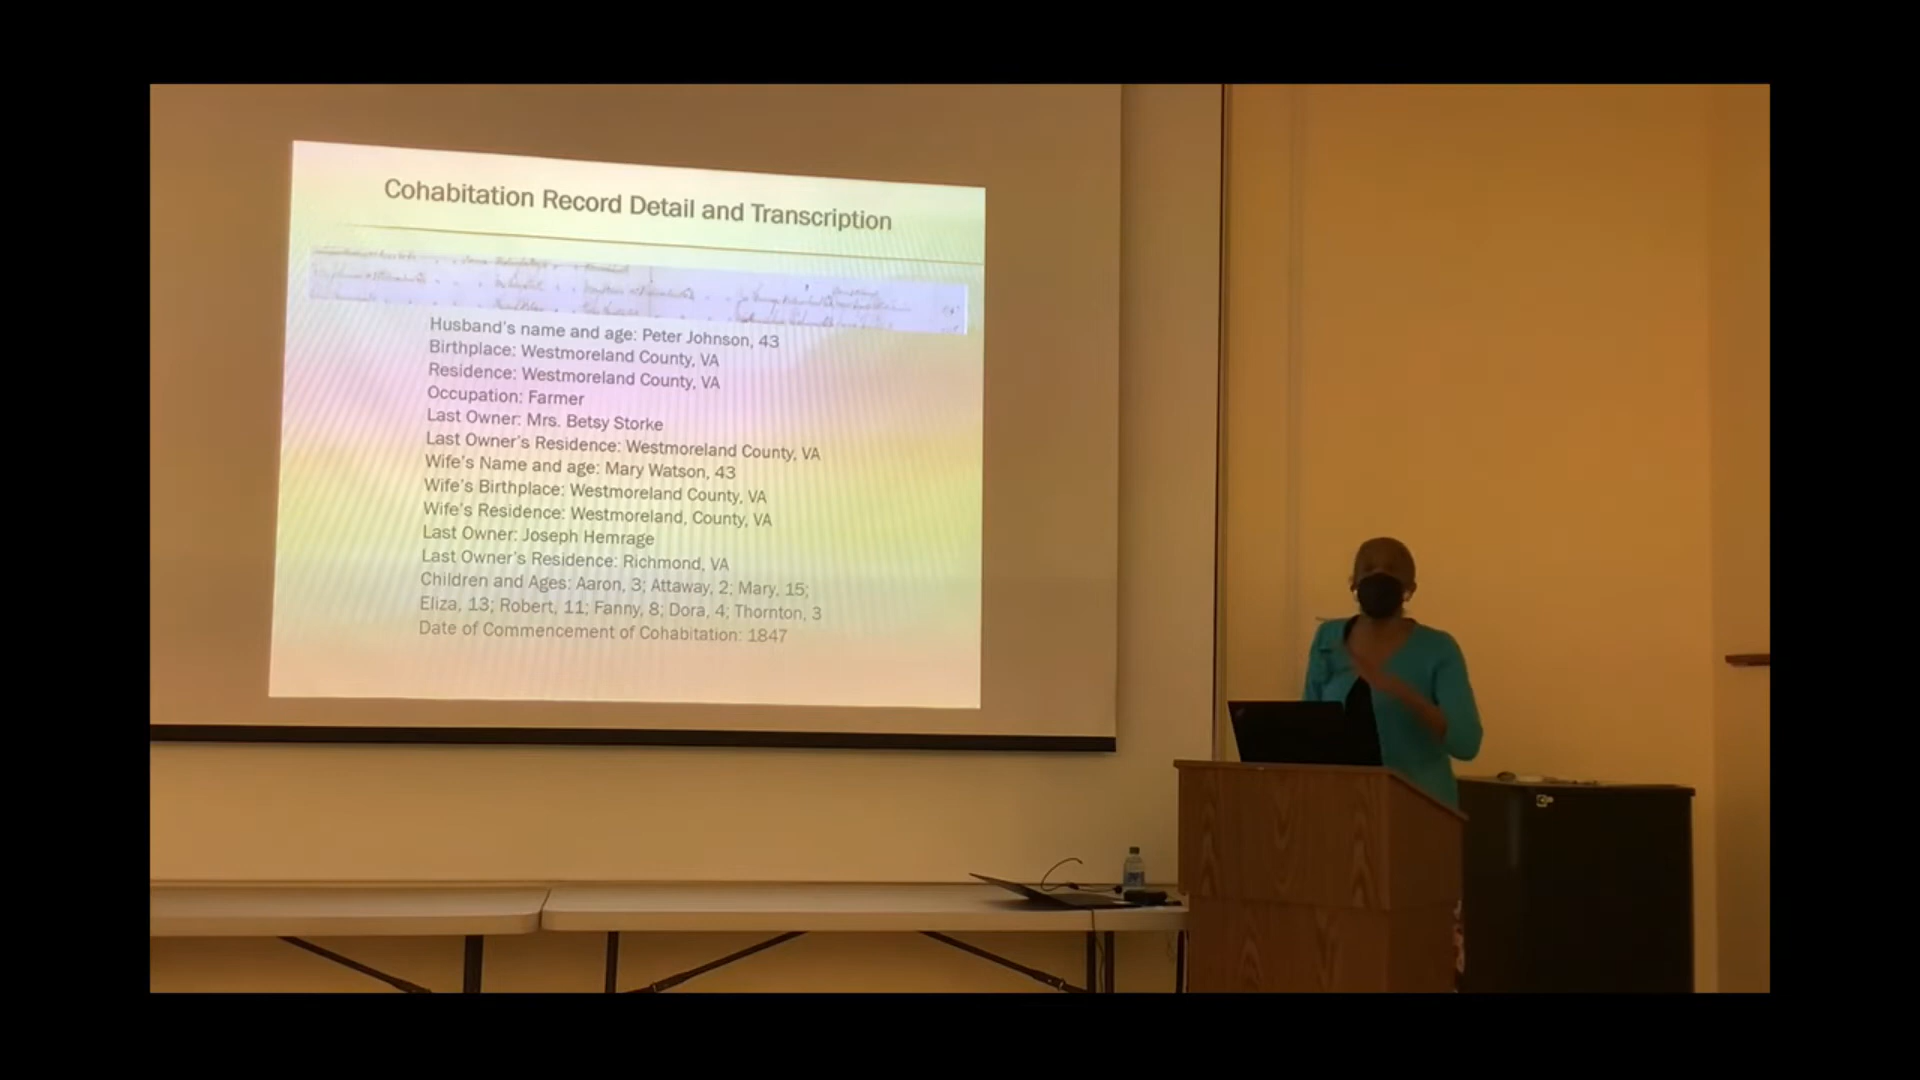 Cohabitation Record Detail and Transcription
Husband's name and age: Peter Johnson, 43
Birthplace: Westmoreland County, VA
Residence: Westmoreland County, VA
Occupation: Farmer
Last Owner: Mrs. Betsy Storke
Last Owner's Residence: Westmoreland County, VA
Wife's Name and age: Mary Watson, 43
Wife's Birthplace: Westmoreland County, VA
Wife's Residence: Westmoreland, County, VA
Last Owner: Joseph Hemrage
Last Owner's Residence: Richmond, VA
Children and Ages: Aaron, 3; Attaway, 2; Mary, 15;
Eliza, 13; Robert, 11; Fanny, 8; Dora, 4; Thornton, 3
Date of Commencement of Cohabitation: 1847